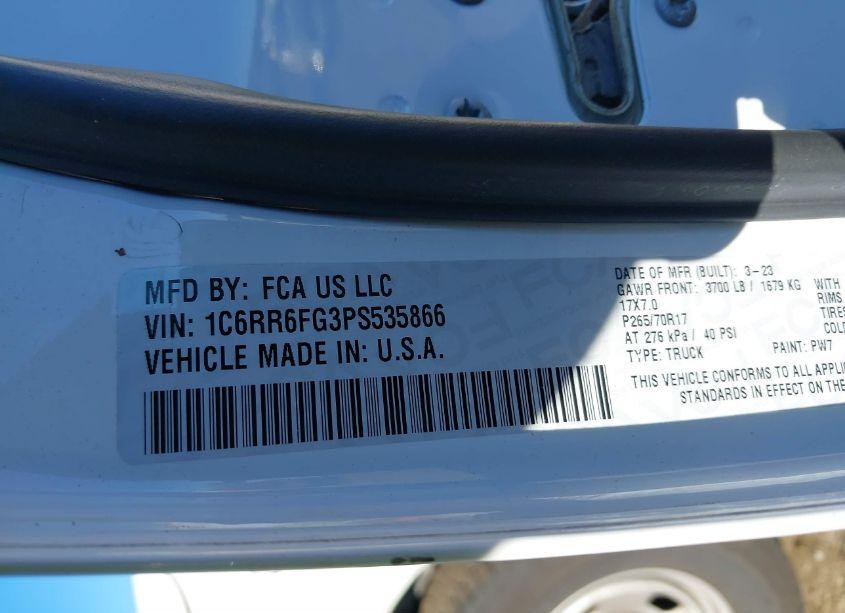 MFD BY: FCA US LLC
VIN: 1C6RR6FG3PS535866
VEHICLE MADE IN: U.S.A.
DATE OF MFR (BUILT): 3-23
GAWR FRONT: 3700 LB / 1679 KG WITH
17X7.0 RIMS
P265/70R17
AT 276 kPa / 40 PSI COLD
TYPE: TRUCK PAINT: PW7
THIS VEHICLE CONFORMS TO ALL
STANDARDS IN EFFECT ON THE